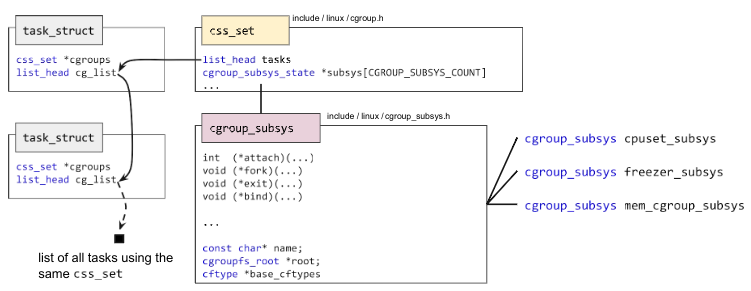 task_struct
css_set *cgroups
list_head cg_list
css_set
include / linux / cgroup.h
list_head tasks
cgroup_subsys_state *subsys[CGROUP_SUBSYS_COUNT]
...
task_struct
css_set *cgroups
list_head cg_list
list of all tasks using the
same css_set
cgroup_subsys
include / linux / cgroup_subsys.h
int (*attach)(...)
void (*fork)(...)
void (*exit)(...)
void (*bind)(...)
...
const char* name;
cgroupfs_root *root;
cftype *base_cftypes
cgroup_subsys cpuset_subsys
cgroup_subsys freezer_subsys
cgroup_subsys mem_cgroup_subsys